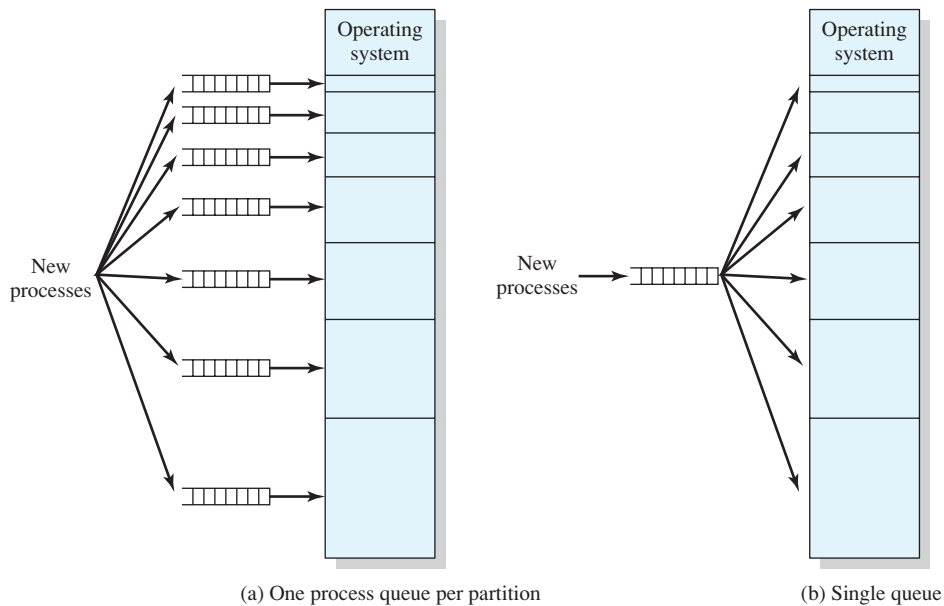 Operating
system
New
processes
(a) One process queue per partition
Operating
system
New
processes
(b) Single queue